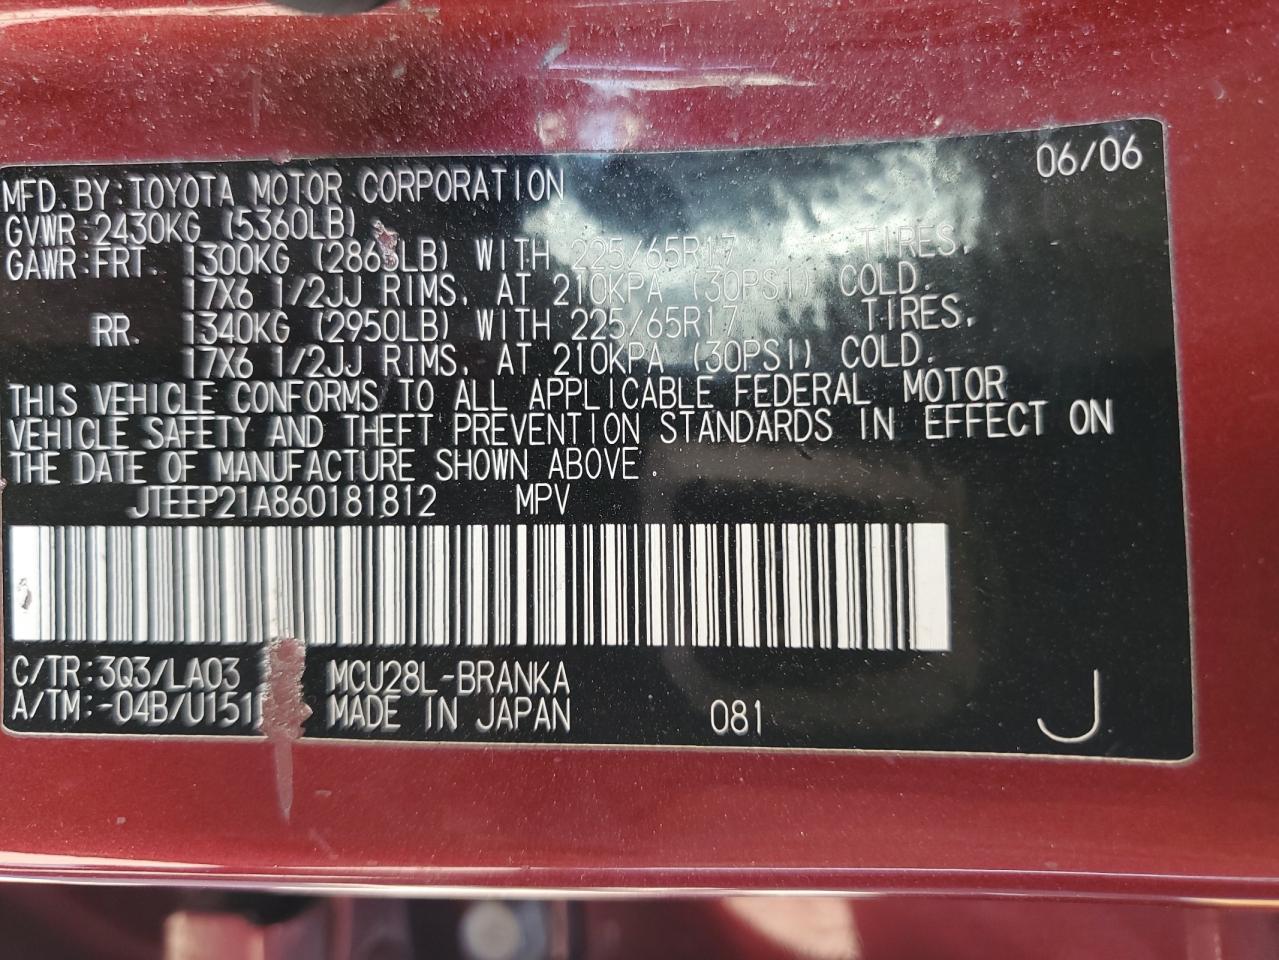 06/06
MFD. BY: TOYOTA MOTOR CORPORATION
GVWR: 2430KG (5360LB)
GAWR: FRT. 1300KG WITH 225/65R17 TIRES,
17X6 1/2JJ RIMS, AT 210KPA (30PSI) COLD.
RR. 1340KG (2950LB) WITH 225/65R17 TIRES,
17X6 1/2JJ RIMS, AT 210KPA (30PSI) COLD.
THIS VEHICLE CONFORMS TO ALL APPLICABLE FEDERAL MOTOR
VEHICLE SAFETY AND THEFT PREVENTION STANDARDS IN EFFECT ON
THE DATE OF MANUFACTURE SHOWN ABOVE.
JTEEP21A860181812 MPV
C/TR: 3Q3/LA03 MCU28L-BRANKA
A/TM: MADE IN JAPAN 081 J